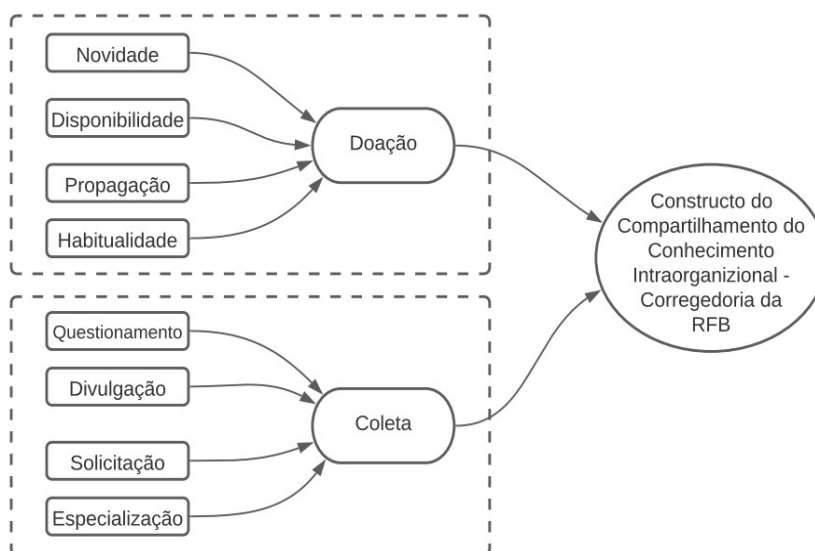 Novidade
Disponibilidade
Propagação
Habitualidade
Doação
Questionamento
Divulgação
Solicitação
Especialização
Coleta
Constructo do
Compartilhamento do
Conhecimento
Intraorganizional -
Corregedoria da
RFB